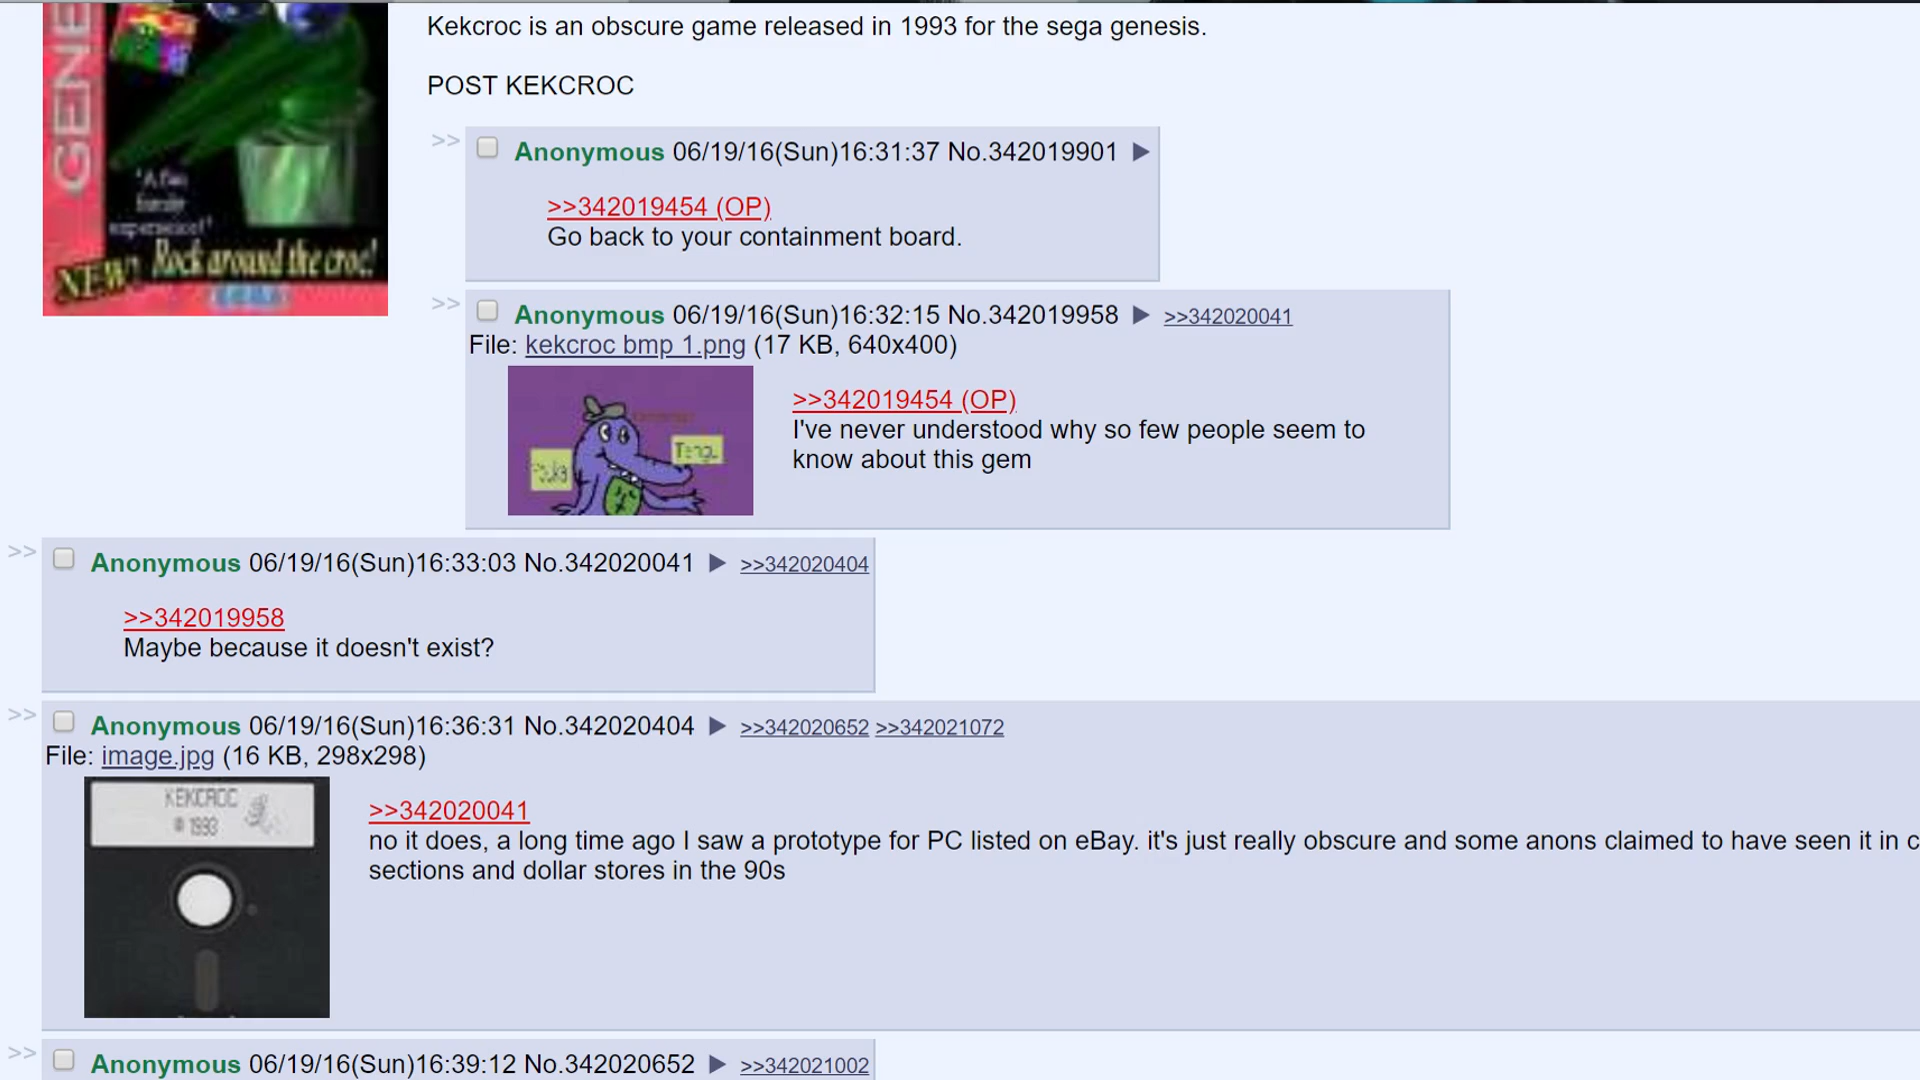 GENE
"A fun
family
experience!"
Rock around the croc!
NEW!
Kekcroc is an obscure game released in 1993 for the sega genesis.
POST KEKCROC
>> Anonymous 06/19/16(Sun)16:31:37 No.342019901 ▶
>>342019454 (OP)
Go back to your containment board.
>> Anonymous 06/19/16(Sun)16:32:15 No.342019958 ▶ >>342020041
File: kekcroc bmp 1.png (17 KB, 640x400)
>>342019454 (OP)
I've never understood why so few people seem to
know about this gem
>> Anonymous 06/19/16(Sun)16:33:03 No.342020041 ▶ >>342020404
>>342019958
Maybe because it doesn't exist?
>> Anonymous 06/19/16(Sun)16:36:31 No.342020404 ▶ >>342020652 >>342021072
File: image.jpg (16 KB, 298x298)
KEKCROC
© 1993
>>342020041
no it does, a long time ago I saw a prototype for PC listed on eBay. it's just really obscure and some anons claimed to have seen it in c
sections and dollar stores in the 90s
>> Anonymous 06/19/16(Sun)16:39:12 No.342020652 ▶ >>342021002